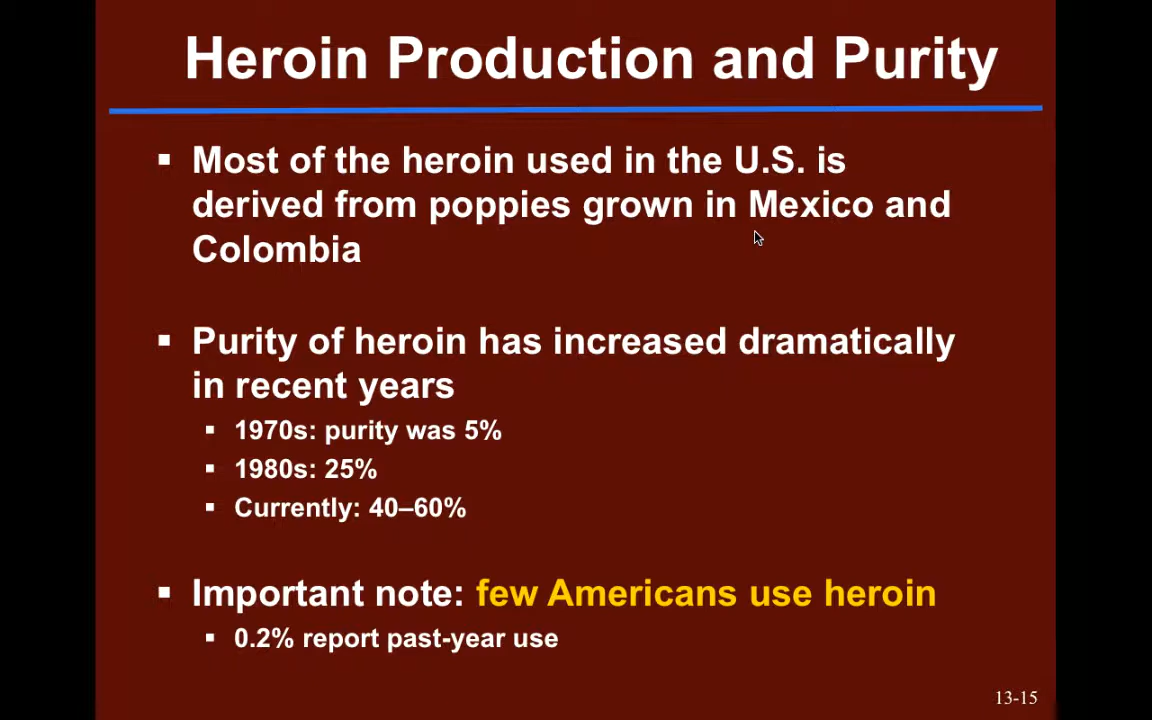 Heroin Production and Purity
▪ Most of the heroin used in the U.S. is
derived from poppies grown in Mexico and
Colombia
▪ Purity of heroin has increased dramatically
in recent years
▪ 1970s: purity was 5%
▪ 1980s: 25%
▪ Currently: 40–60%
▪ Important note: few Americans use heroin
▪ 0.2% report past-year use
13-15